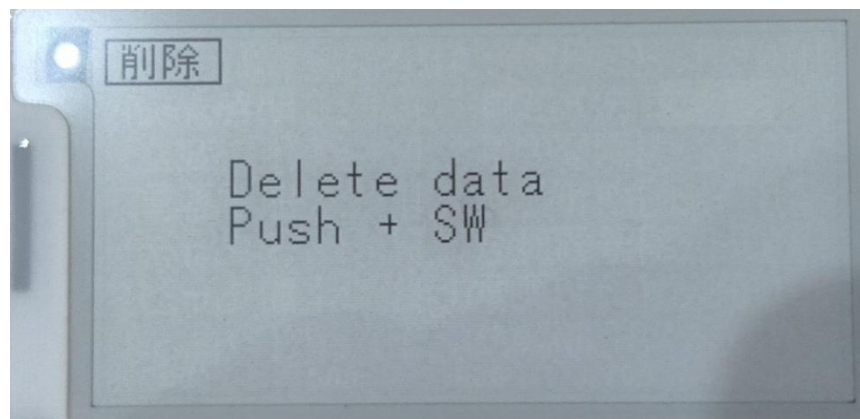 削除
Delete data
Push + SW